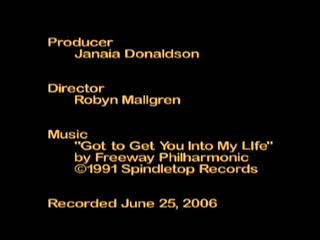 Producer
Janaia Donaldson
Director
Robyn Mallgren
Music
"Got to Get You Into My LIfe"
by Freeway Philharmonic
©1991 Spindletop Records
Recorded June 25, 2006